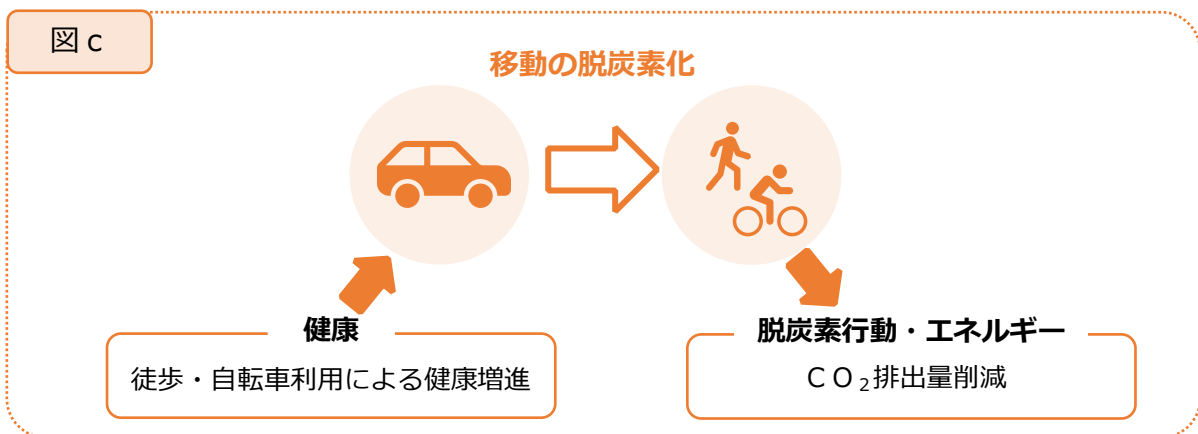 図 c
移動の脱炭素化
健康
徒歩・自転車利用による健康増進
脱炭素行動・エネルギー
ＣＯ₂排出量削減